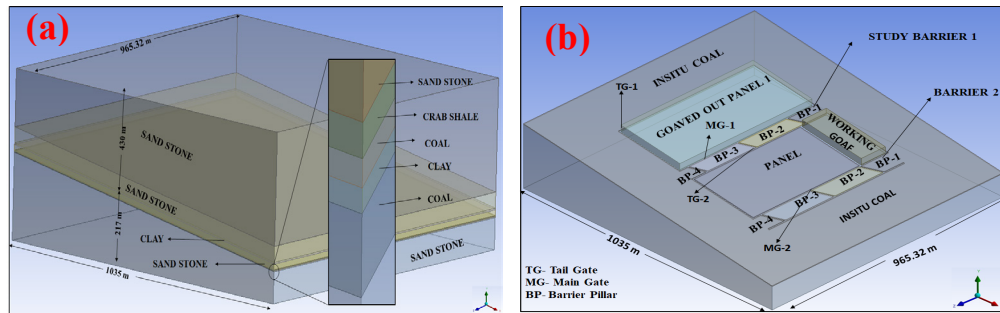 (a)
965.32 m
SAND STONE
430 m
SAND STONE
217 m
CLAY
SAND STONE
1035 m
SAND STONE
CRAB SHALE
COAL
CLAY
COAL
SAND STONE
(b)
STUDY BARRIER 1
BARRIER 2
INSITU COAL
TG-1
GOAVED OUT PANEL 1
MG-1
BP-1
BP-2
BP-3
BP-4
WORKING
GOAF
PANEL
BP-1
BP-2
BP-3
BP-4
TG-2
MG-2
INSITU COAL
1035 m
965.32 m
TG- Tail Gate
MG- Main Gate
BP- Barrier Pillar